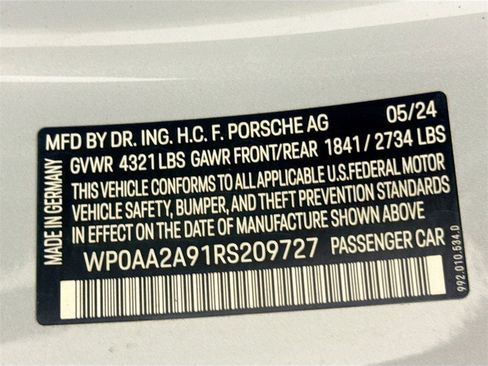 MFD BY DR. ING. H.C. F. PORSCHE AG 05/24
GVWR 4321 LBS GAWR FRONT/REAR 1841 / 2734 LBS
THIS VEHICLE CONFORMS TO ALL APPLICABLE U.S. FEDERAL MOTOR
VEHICLE SAFETY, BUMPER, AND THEFT PREVENTION STANDARDS
IN EFFECT ON THE DATE OF MANUFACTURE SHOWN ABOVE.
WP0AA2A91RS209727 PASSENGER CAR
MADE IN GERMANY
992.010.534.D